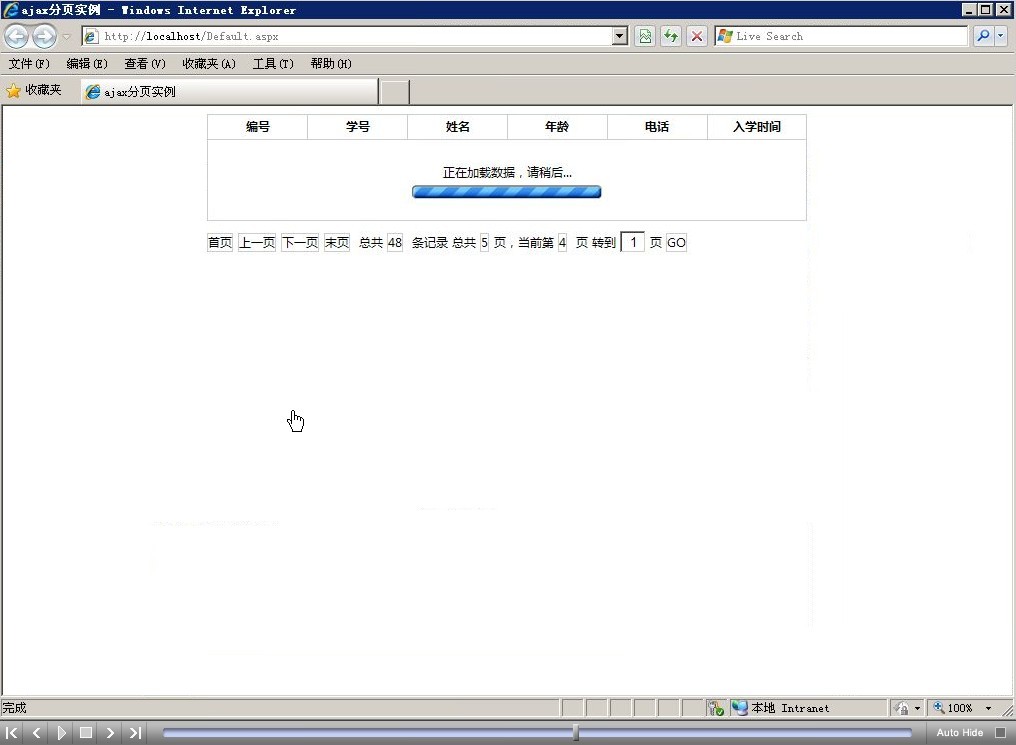 ajax分页实例 - Windows Internet Explorer
http://localhost/Default.aspx
Live Search
文件(F) 编辑(E) 查看(V) 收藏夹(A) 工具(T) 帮助(H)
收藏夹 ajax分页实例
编号 学号 姓名 年龄 电话 入学时间
正在加载数据，请稍后...
首页 上一页 下一页 末页 总共 48 条记录 总共 5 页，当前第 4 页 转到 1 页 GO
完成 本地 Intranet 100%
Auto Hide